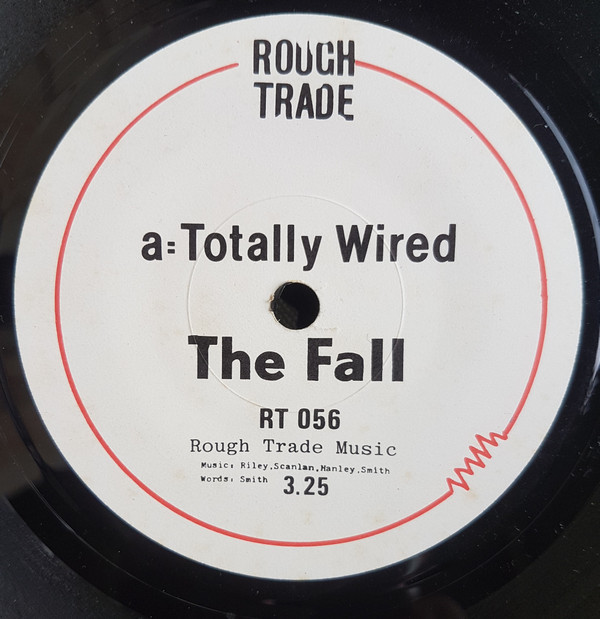 ROUGH
TRADE
a:Totally Wired
The Fall
RT 056
Rough Trade Music
Music: Riley,Scanlan,Hanley,Smith
Words: Smith 3.25